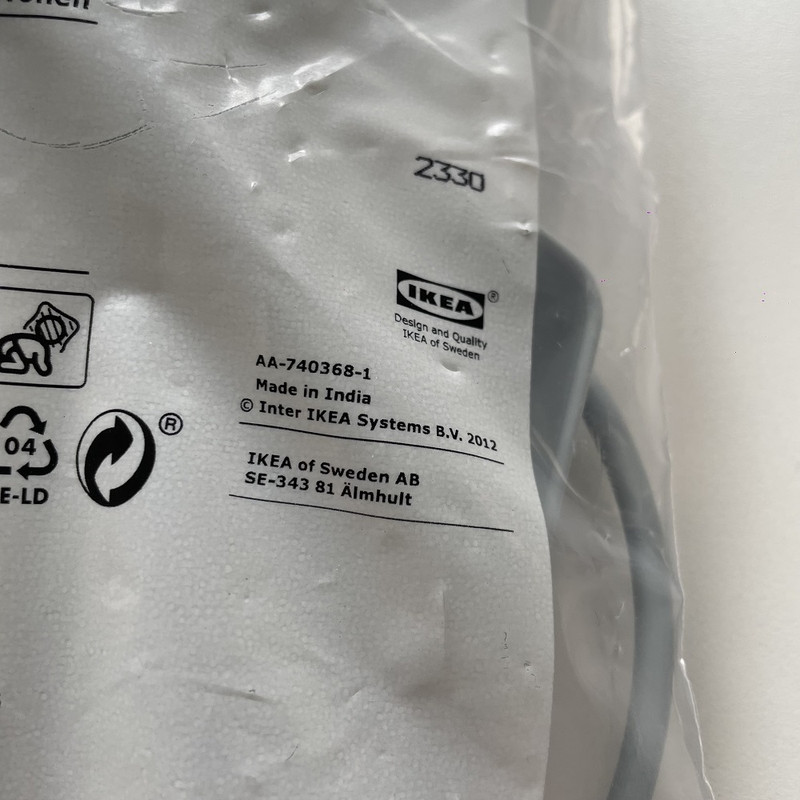 2330
IKEA ®
Design and Quality
IKEA of Sweden
AA-740368-1
Made in India
© Inter IKEA Systems B.V. 2012
®
04
E-LD
IKEA of Sweden AB
SE-343 81 Älmhult